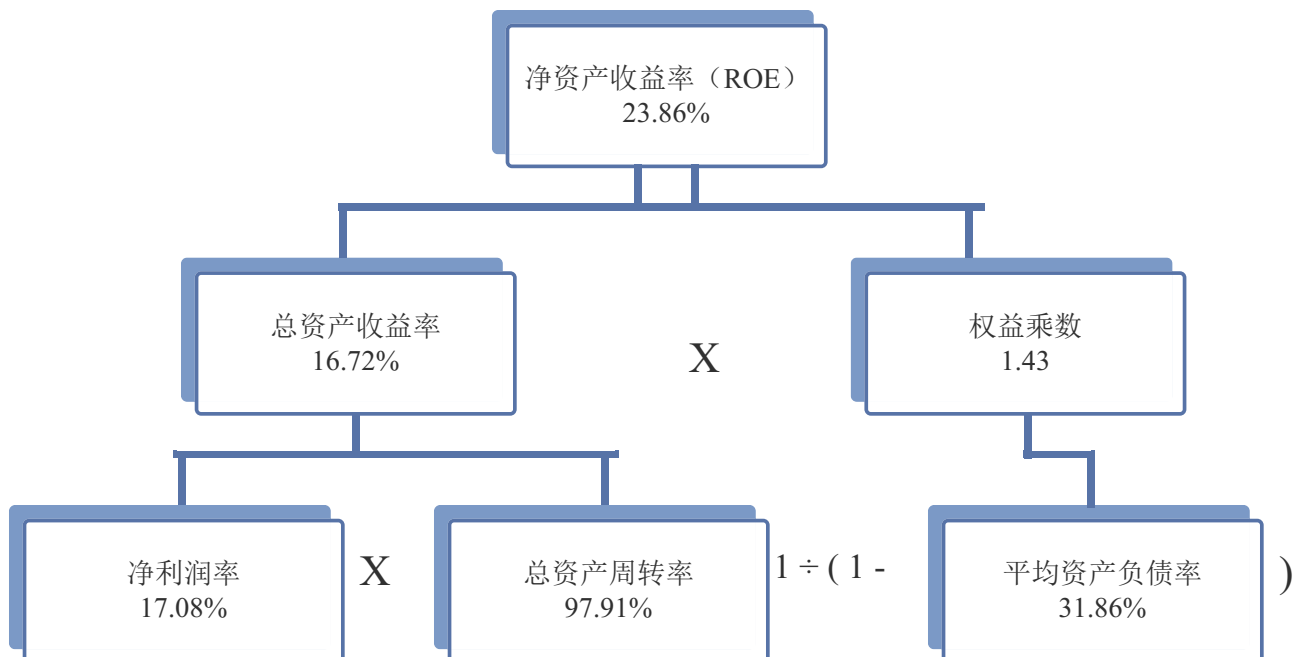 净资产收益率（ROE）
23.86%
总资产收益率
16.72%
X
权益乘数
1.43
净利润率
17.08%
X
总资产周转率
97.91%
1 ÷ ( 1 -
平均资产负债率
31.86%
)